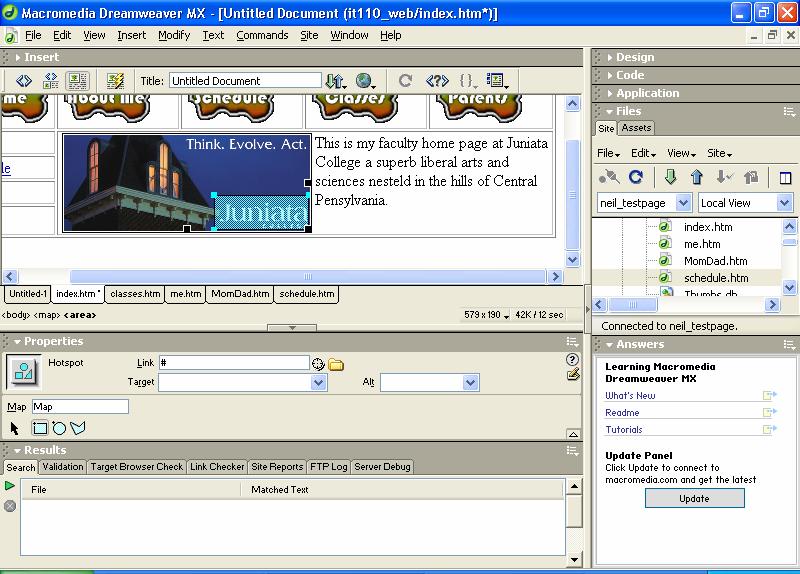 Macromedia Dreamweaver MX - [Untitled Document (it110_web/index.htm*)]
File Edit View Insert Modify Text Commands Site Window Help
Insert
Title: Untitled Document
me About Me Schedule Classes Parents
le
Think. Evolve. Act.
Juniata
This is my faculty home page at Juniata
College a superb liberal arts and
sciences nesteld in the hills of Central
Pensylvania.
Untitled-1 index.htm* classes.htm me.htm MomDad.htm schedule.htm
<body> <map> <area>
579 x 190 42K / 12 sec
Properties
Hotspot
Link #
Target
Alt
Map Map
Results
Search Validation Target Browser Check Link Checker Site Reports FTP Log Server Debug
File Matched Text
Design
Code
Application
Files
Site Assets
File View Edit Site
neil_testpage Local View
index.htm
me.htm
MomDad.htm
schedule.htm
Thumbs.db
Connected to neil_testpage.
Answers
Learning Macromedia
Dreamweaver MX
What's New
Readme
Tutorials
Update Panel
Click Update to connect to
macromedia.com and get the latest
Update